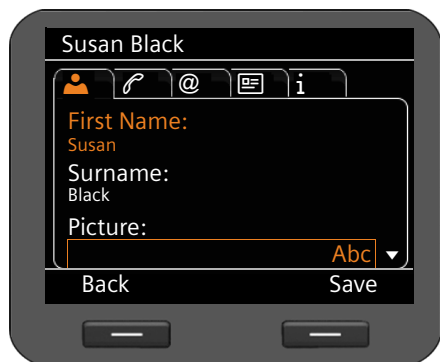 Susan Black
@ i
First Name:
Susan
Surname:
Black
Picture:
Abc
Back Save